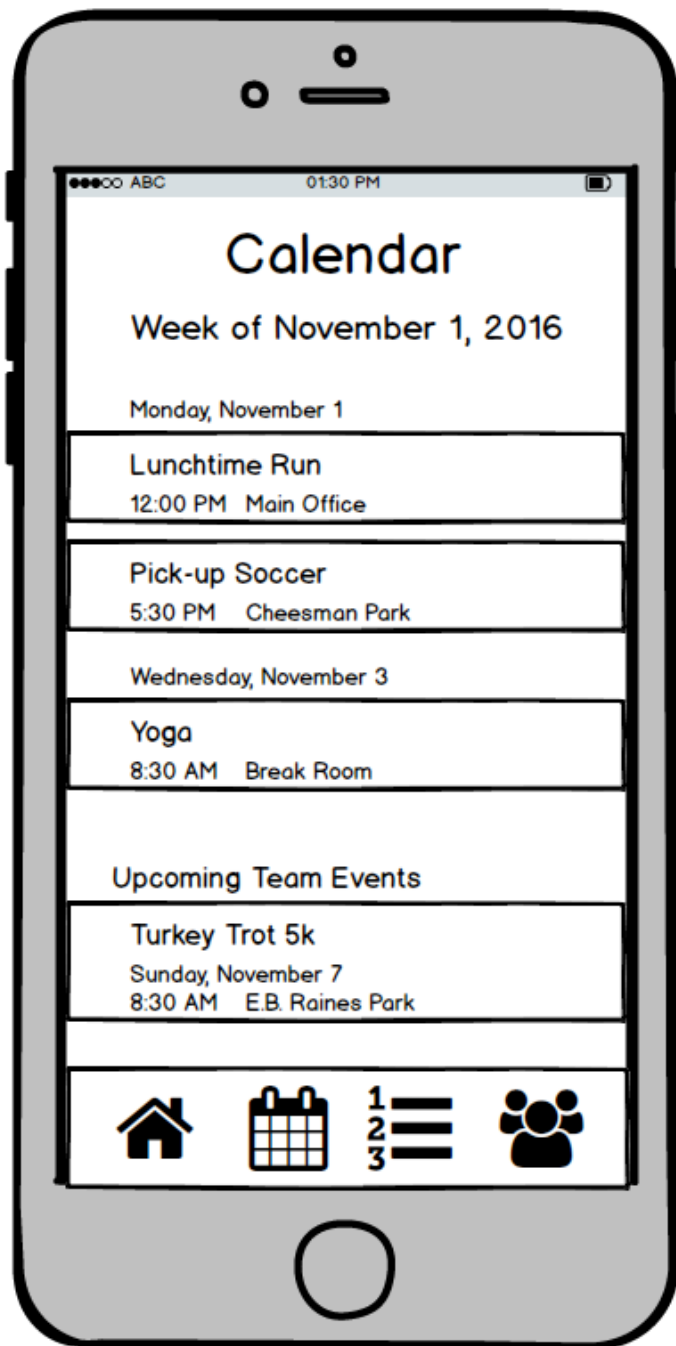 ABC 01:30 PM
Calendar
Week of November 1, 2016
Monday, November 1
Lunchtime Run
12:00 PM Main Office
Pick-up Soccer
5:30 PM Cheesman Park
Wednesday, November 3
Yoga
8:30 AM Break Room
Upcoming Team Events
Turkey Trot 5k
Sunday, November 7
8:30 AM E.B. Raines Park
1
2
3